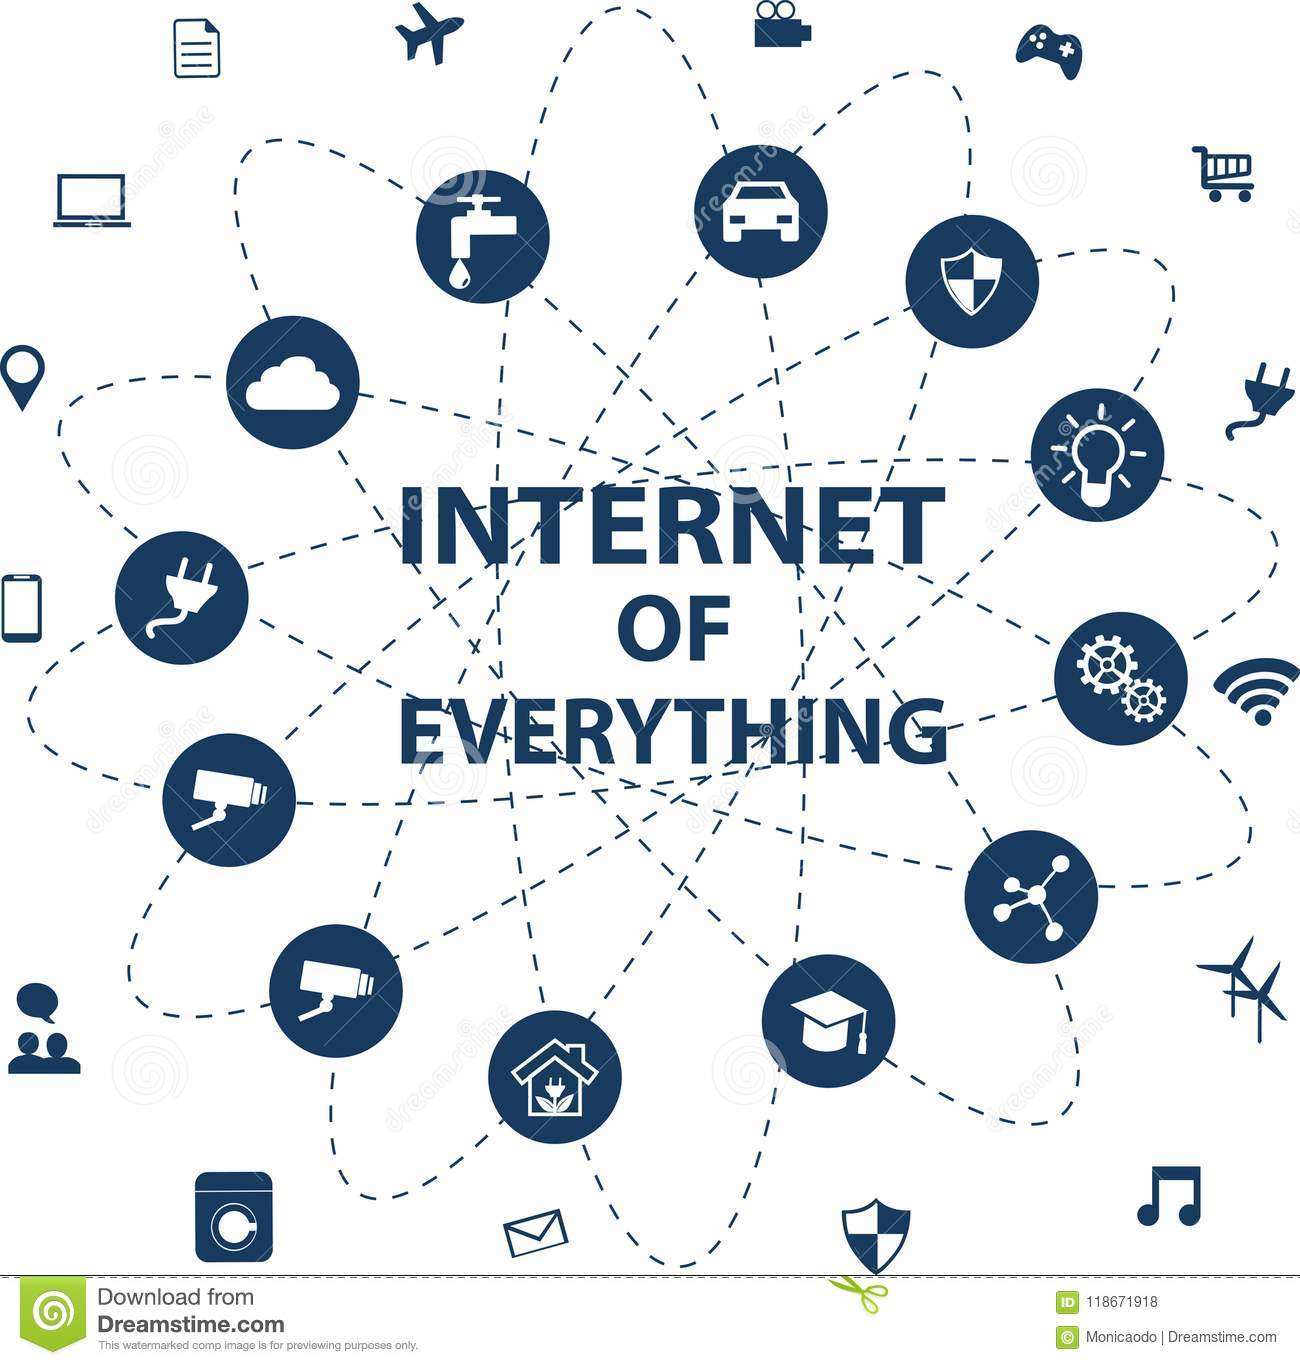 INTERNET
OF
EVERYTHING
dreamstime
Download from
Dreamstime.com
This watermarked comp image is for previewing purposes only.
ID 118671918
© Monicaodo | Dreamstime.com